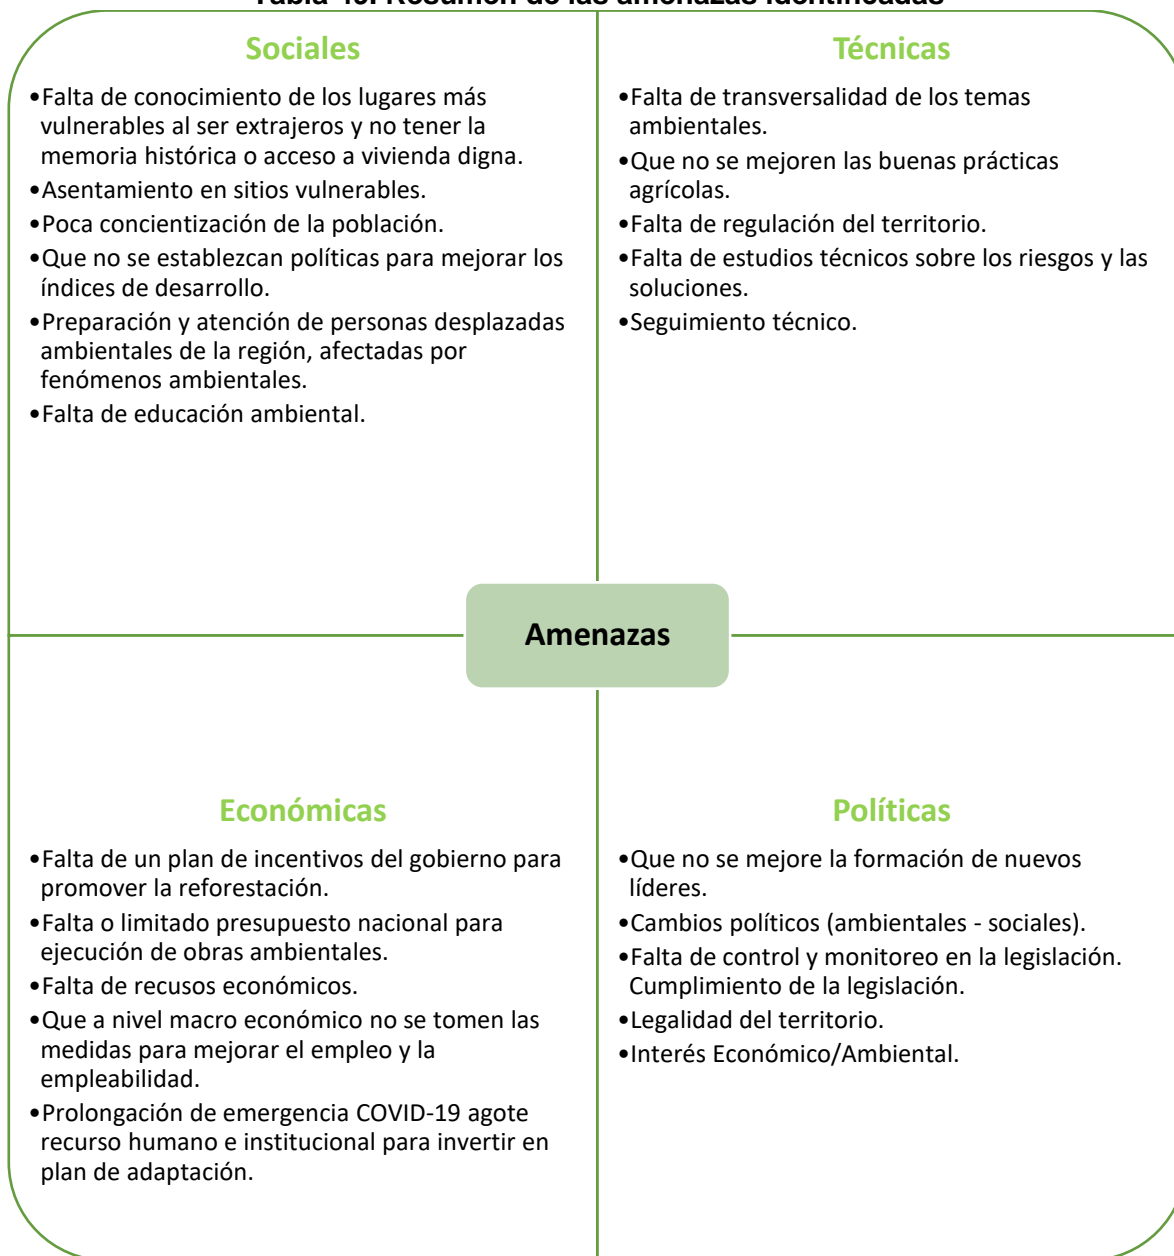 Resumen de las amenazas identificadas
Sociales
•Falta de conocimiento de los lugares más
vulnerables al ser extrajeros y no tener la
memoria histórica o acceso a vivienda digna.
•Asentamiento en sitios vulnerables.
•Poca concientización de la población.
•Que no se establezcan políticas para mejorar los
índices de desarrollo.
•Preparación y atención de personas desplazadas
ambientales de la región, afectadas por
fenómenos ambientales.
•Falta de educación ambiental.
Técnicas
•Falta de transversalidad de los temas
ambientales.
•Que no se mejoren las buenas prácticas
agrícolas.
•Falta de regulación del territorio.
•Falta de estudios técnicos sobre los riesgos y las
soluciones.
•Seguimiento técnico.
Amenazas
Económicas
•Falta de un plan de incentivos del gobierno para
promover la reforestación.
•Falta o limitado presupuesto nacional para
ejecución de obras ambientales.
•Falta de recusos económicos.
•Que a nivel macro económico no se tomen las
medidas para mejorar el empleo y la
empleabilidad.
•Prolongación de emergencia COVID-19 agote
recurso humano e institucional para invertir en
plan de adaptación.
Políticas
•Que no se mejore la formación de nuevos
líderes.
•Cambios políticos (ambientales - sociales).
•Falta de control y monitoreo en la legislación.
Cumplimiento de la legislación.
•Legalidad del territorio.
•Interés Económico/Ambiental.